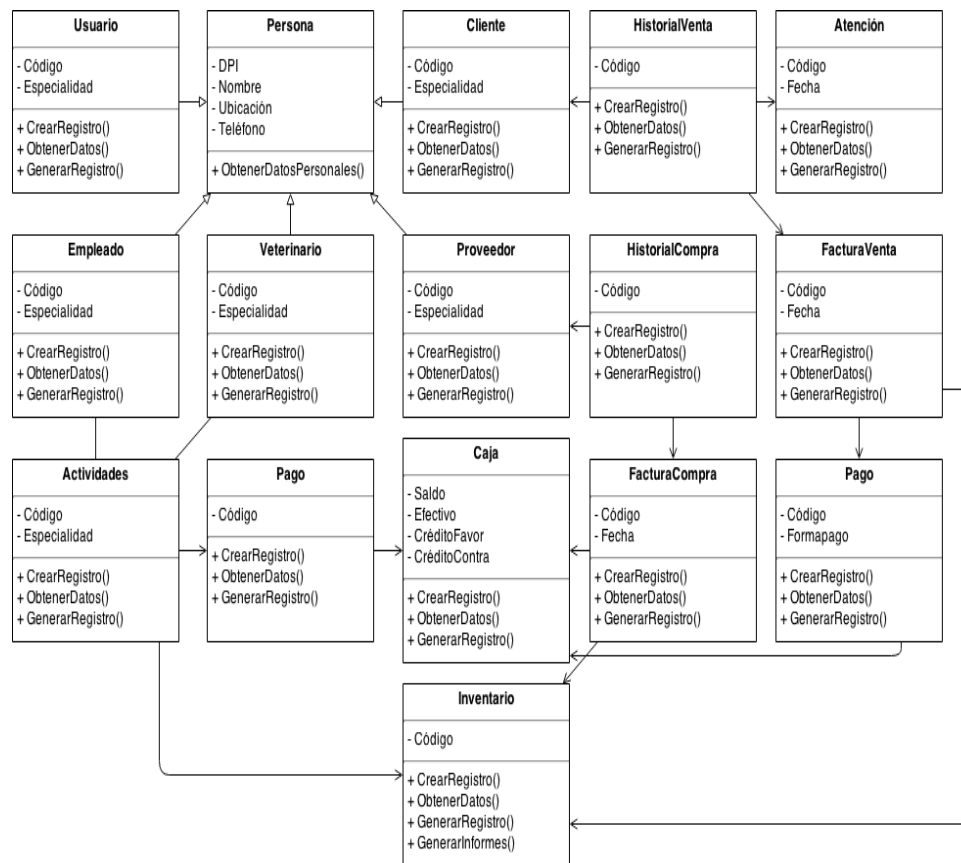 Usuario
- Código
- Especialidad
+ CrearRegistro()
+ ObtenerDatos()
+ GenerarRegistro()
Persona
- DPI
- Nombre
- Ubicación
- Teléfono
+ ObtenerDatosPersonales()
Cliente
- Código
- Especialidad
+ CrearRegistro()
+ ObtenerDatos()
+ GenerarRegistro()
HistorialVenta
- Código
+ CrearRegistro()
+ ObtenerDatos()
+ GenerarRegistro()
Atención
- Código
- Fecha
+ CrearRegistro()
+ ObtenerDatos()
+ GenerarRegistro()
Empleado
- Código
- Especialidad
+ CrearRegistro()
+ ObtenerDatos()
+ GenerarRegistro()
Veterinario
- Código
- Especialidad
+ CrearRegistro()
+ ObtenerDatos()
+ GenerarRegistro()
Proveedor
- Código
- Especialidad
+ CrearRegistro()
+ ObtenerDatos()
+ GenerarRegistro()
HistorialCompra
- Código
+ CrearRegistro()
+ ObtenerDatos()
+ GenerarRegistro()
FacturaVenta
- Código
- Fecha
+ CrearRegistro()
+ ObtenerDatos()
+ GenerarRegistro()
Actividades
- Código
- Especialidad
+ CrearRegistro()
+ ObtenerDatos()
+ GenerarRegistro()
Pago
- Código
+ CrearRegistro()
+ ObtenerDatos()
+ GenerarRegistro()
Caja
- Saldo
- Efectivo
- CréditoFavor
- CréditoContra
+ CrearRegistro()
+ ObtenerDatos()
+ GenerarRegistro()
FacturaCompra
- Código
- Fecha
+ CrearRegistro()
+ ObtenerDatos()
+ GenerarRegistro()
Pago
- Código
- Formapago
+ CrearRegistro()
+ ObtenerDatos()
+ GenerarRegistro()
Inventario
- Código
+ CrearRegistro()
+ ObtenerDatos()
+ GenerarRegistro()
+ GenerarInformes()